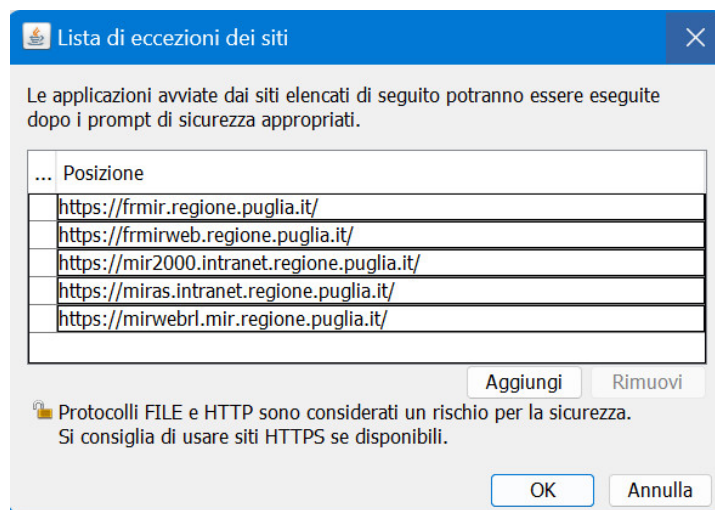 Lista di eccezioni dei siti
Le applicazioni avviate dai siti elencati di seguito potranno essere eseguite
dopo i prompt di sicurezza appropriati.
... Posizione
https://frmir.regione.puglia.it/
https://frmirweb.regione.puglia.it/
https://mir2000.intranet.regione.puglia.it/
https://miras.intranet.regione.puglia.it/
https://mirwebrl.mir.regione.puglia.it/
Aggiungi Rimuovi
Protocolli FILE e HTTP sono considerati un rischio per la sicurezza.
Si consiglia di usare siti HTTPS se disponibili.
OK Annulla